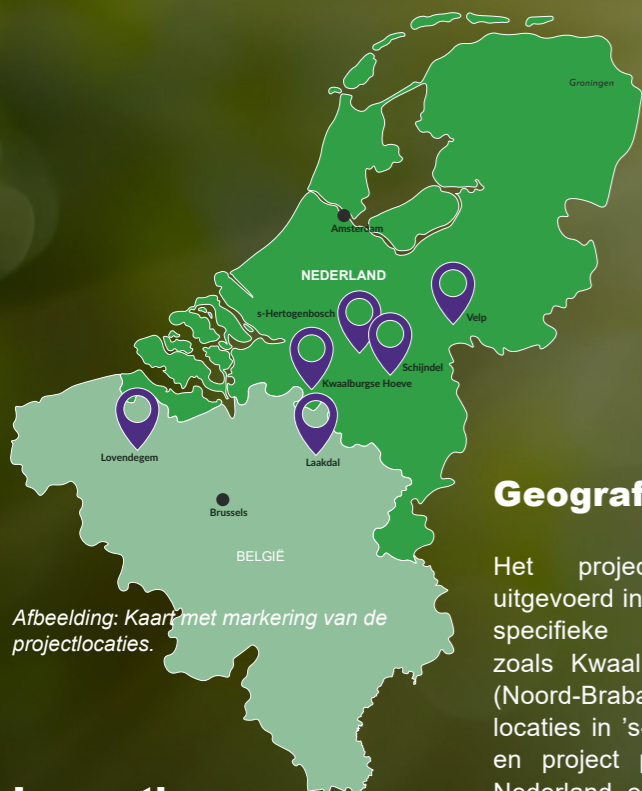 Groningen
Amsterdam
NEDERLAND
s-Hertogenbosch
Velp
Schijndel
Kwaalburgse Hoeve
Lovendegem
Laakdal
Brussels
BELGIË
Afbeelding: Kaart met markering van de
projectlocaties.
Geograf
Het projec
uitgevoerd in
specifieke
zoals Kwaal
(Noord-Braba
locaties in ’s-
en project p